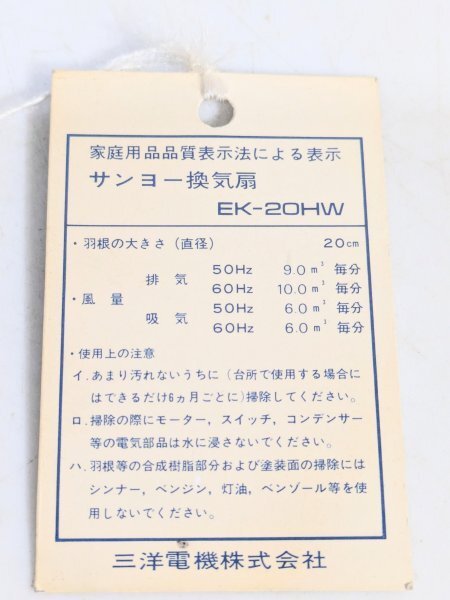 家庭用品品質表示法による表示
サンヨー換気扇
EK-20HW
・羽根の大きさ（直径） 20cm
・風量 排気 50Hz 9.0m³ 毎分
60Hz 10.0m³ 毎分
吸気 50Hz 6.0m³ 毎分
60Hz 6.0m³ 毎分
・使用上の注意
イ．あまり汚れないうちに（台所で使用する場合に
はできるだけ6ヵ月ごとに）掃除してください。
ロ．掃除の際にモーター，スイッチ，コンデンサー
等の電気部品は水に浸さないでください。
ハ．羽根等の合成樹脂部分および塗装面の掃除には
シンナー，ベンジン，灯油，ベンゾール等を使
用しないでください。
三洋電機株式会社